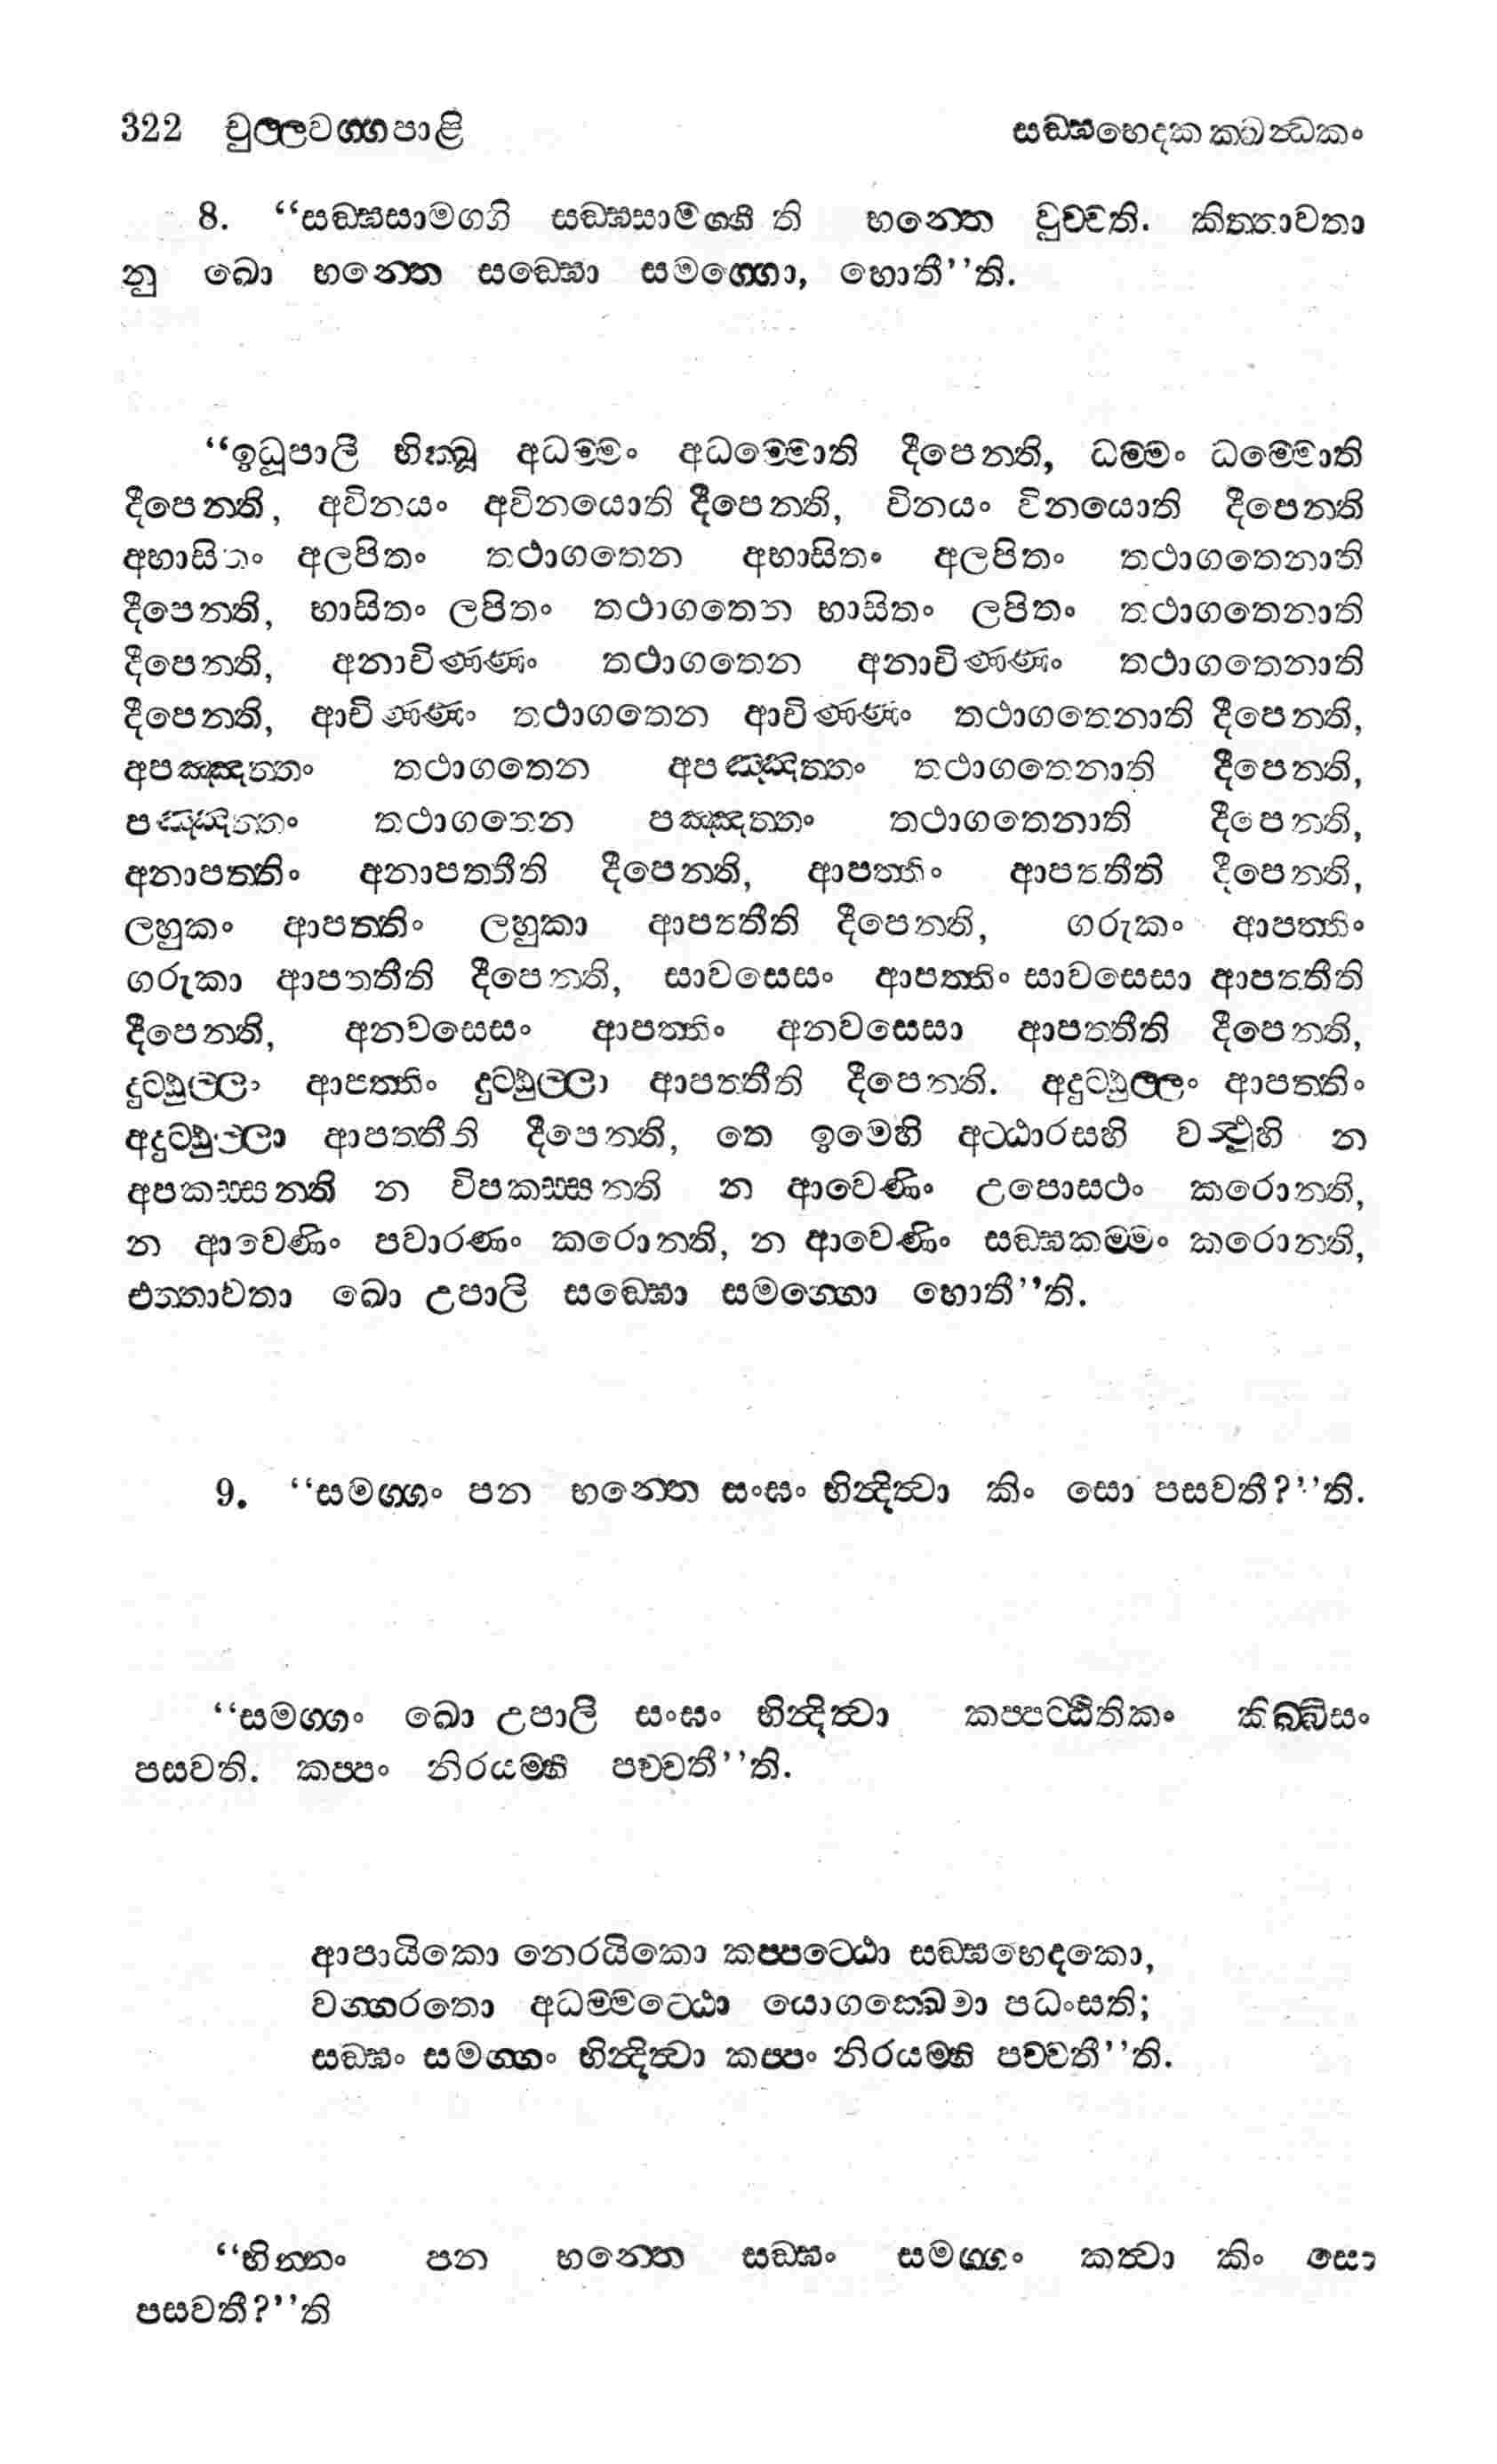 322 චුල්ලවග්ගපාළි සඞ්ඝභෙදකක්ඛන්ධකං
8. “සඞ්ඝසාමග්ගි සඞ්ඝසාමග්ගී ති භන්තෙ වුච්චති. කිත්තාවතා
නු ඛො භන්තෙ සඞ්ඝො සමග්ගො, හොතී”ති.
“ඉධූපාලි භික්ඛූ අධම්මං අධම්මොති දීපෙන්ති, ධම්මං ධම්මොති
දීපෙන්ති, අවිනයං අවිනයොති දීපෙන්ති, විනයං විනයොති දීපෙන්ති
අභාසිතං අලපිතං තථාගතෙන අභාසිතං අලපිතං තථාගතෙනාති
දීපෙන්ති, භාසිතං ලපිතං තථාගතෙන භාසිතං ලපිතං තථාගතෙනාති
දීපෙන්ති, අනාචිණ්ණං තථාගතෙන අනාචිණ්ණං තථාගතෙනාති
දීපෙන්ති, ආචිණ්ණං තථාගතෙන ආචිණ්ණං තථාගතෙනාති දීපෙන්ති,
අපඤ්ඤත්තං තථාගතෙන අපඤ්ඤත්තං තථාගතෙනාති දීපෙන්ති,
පඤ්ඤත්තං තථාගතෙන පඤ්ඤත්තං තථාගතෙනාති දීපෙන්ති,
අනාපත්තිං අනාපත්තීති දීපෙන්ති, ආපත්තිං ආපත්තීති දීපෙන්ති,
ලහුකං ආපත්තිං ලහුකා ආපත්තීති දීපෙන්ති, ගරුකං ආපත්තිං
ගරුකා ආපත්තීති දීපෙන්ති, සාවසෙසං ආපත්තිං සාවසෙසා ආපත්තීති
දීපෙන්ති, අනවසෙසං ආපත්තිං අනවසෙසා ආපත්තීති දීපෙන්ති,
දුට්ඨුල්ලං ආපත්තිං දුට්ඨුල්ලා ආපත්තීති දීපෙන්ති. අදුට්ඨුල්ලං ආපත්තිං
අදුට්ඨුල්ලා ආපත්තීති දීපෙන්ති, තෙ ඉමෙහි අට්ඨාරසහි වත්ථූහි න
අපකස්සන්ති න විපකස්සන්ති න ආවෙණිං උපොසථං කරොන්ති,
න ආවෙණිං පවාරණං කරොන්ති, න ආවෙණිං සඞ්ඝකම්මං කරොන්ති,
එත්තාවතා ඛො උපාලි සඞ්ඝො සමග්ගො හොතී”ති.
9. “සමග්ගං පන භන්තෙ සංඝං භින්දිත්වා කිං සො පසවතී?”ති.
“සමග්ගං ඛො උපාලි සංඝං භින්දිත්වා කප්පට්ඨිතිකං කිබ්බිසං
පසවති. කප්පං නිරයම්හි පච්චතී”ති.
ආපායිකො නෙරයිකො කප්පට්ඨො සඞ්ඝභෙදකො,
වග්ගරතො අධම්මට්ඨො යොගක්ඛෙමා පධංසති;
සඞ්ඝං සමග්ගං භින්දිත්වා කප්පං නිරයම්හි පච්චතී”ති.
“භින්නං පන භන්තෙ සඞ්ඝං සමග්ගං කත්වා කිං සො
පසවතී?”ති